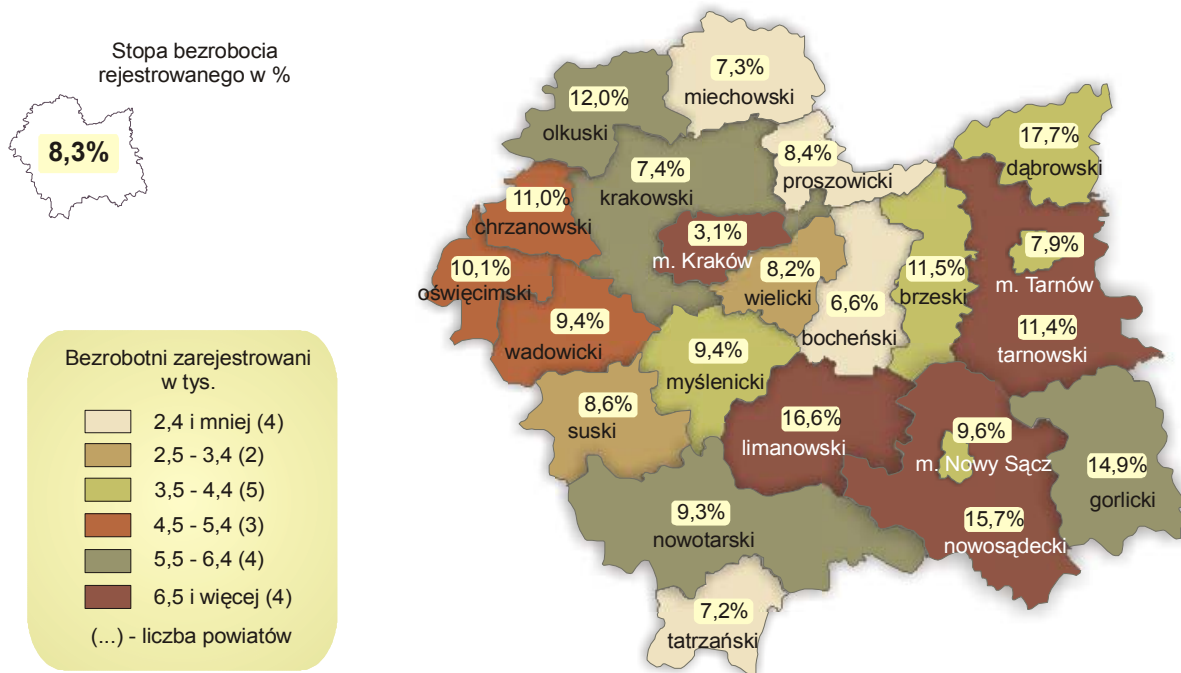 Stopa bezrobocia
rejestrowanego w %
8,3%
Bezrobotni zarejestrowani
w tys.
2,4 i mniej (4)
2,5 - 3,4 (2)
3,5 - 4,4 (5)
4,5 - 5,4 (3)
5,5 - 6,4 (4)
6,5 i więcej (4)
(...) - liczba powiatów
7,3%
miechowski
12,0%
olkuski
17,7%
dąbrowski
8,4%
proszowicki
7,4%
krakowski
11,0%
chrzanowski
3,1%
m. Kraków
7,9%
m. Tarnów
10,1%
oświęcimski
8,2%
wielicki
11,5%
brzeski
6,6%
bocheński
9,4%
wadowicki
11,4%
tarnowski
9,4%
myślenicki
8,6%
suski
16,6%
limanowski
9,6%
m. Nowy Sącz
14,9%
gorlicki
9,3%
nowotarski
15,7%
nowosądecki
7,2%
tatrzański